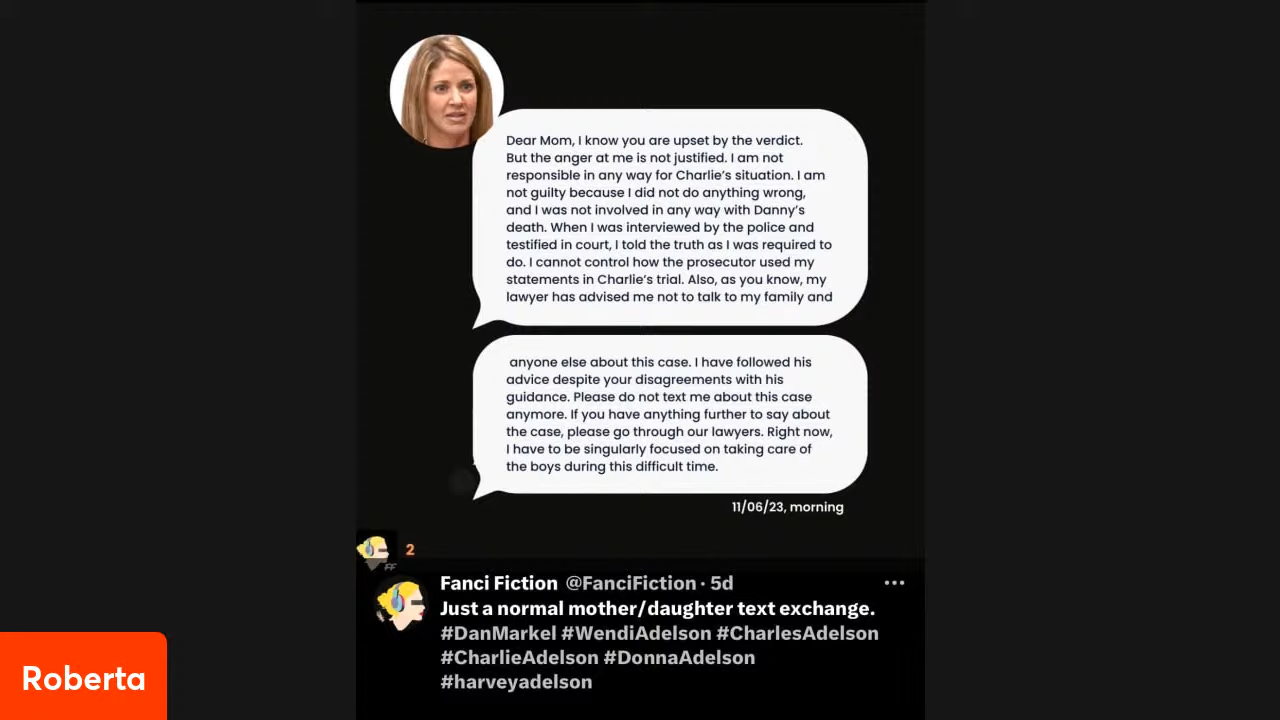 Dear Mom, I know you are upset by the verdict.
But the anger at me is not justified. I am not
responsible in any way for Charlie's situation. I am
not guilty because I did not do anything wrong,
and I was not involved in any way with Danny's
death. When I was interviewed by the police and
testified in court, I told the truth as I was required to
do. I cannot control how the prosecutor used my
statements in Charlie's trial. Also, as you know, my
lawyer has advised me not to talk to my family and
anyone else about this case. I have followed his
advice despite your disagreements with his
guidance. Please do not text me about this case
anymore. If you have anything further to say about
the case, please go through our lawyers. Right now,
I have to be singularly focused on taking care of
the boys during this difficult time.
11/06/23, morning
FF
2
Fanci Fiction @FanciFiction · 5d
Just a normal mother/daughter text exchange.
#DanMarkel #WendiAdelson #CharlesAdelson
#CharlieAdelson #DonnaAdelson
#harveyadelson
Roberta